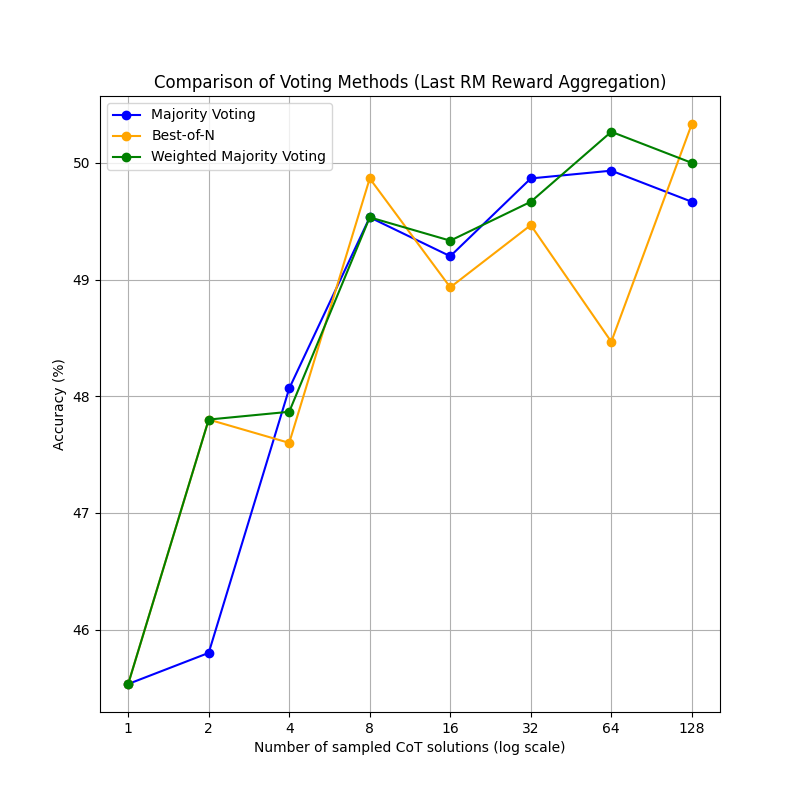 Comparison of Voting Methods (Last RM Reward Aggregation)
Majority Voting
Best-of-N
Weighted Majority Voting
Accuracy (%)
50
49
48
47
46
1 2 4 8 16 32 64 128
Number of sampled CoT solutions (log scale)